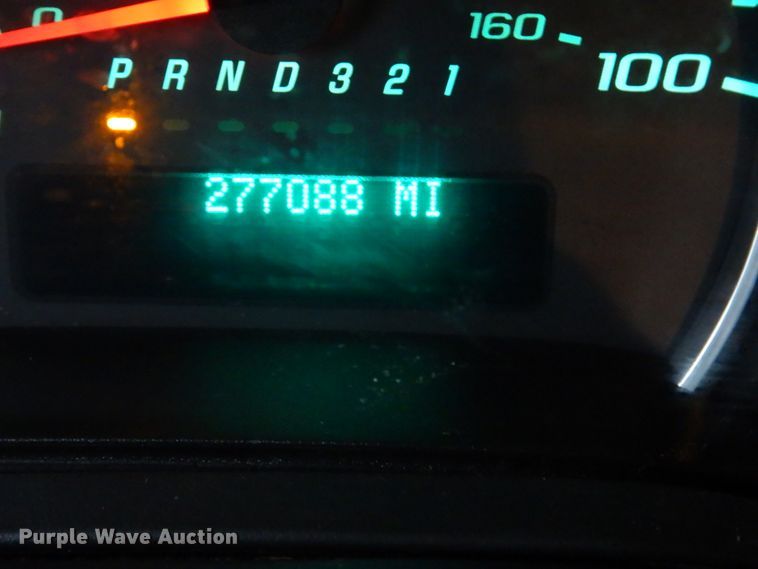 0
160
100
P R N D 3 2 1
277088 MI
Purple Wave Auction